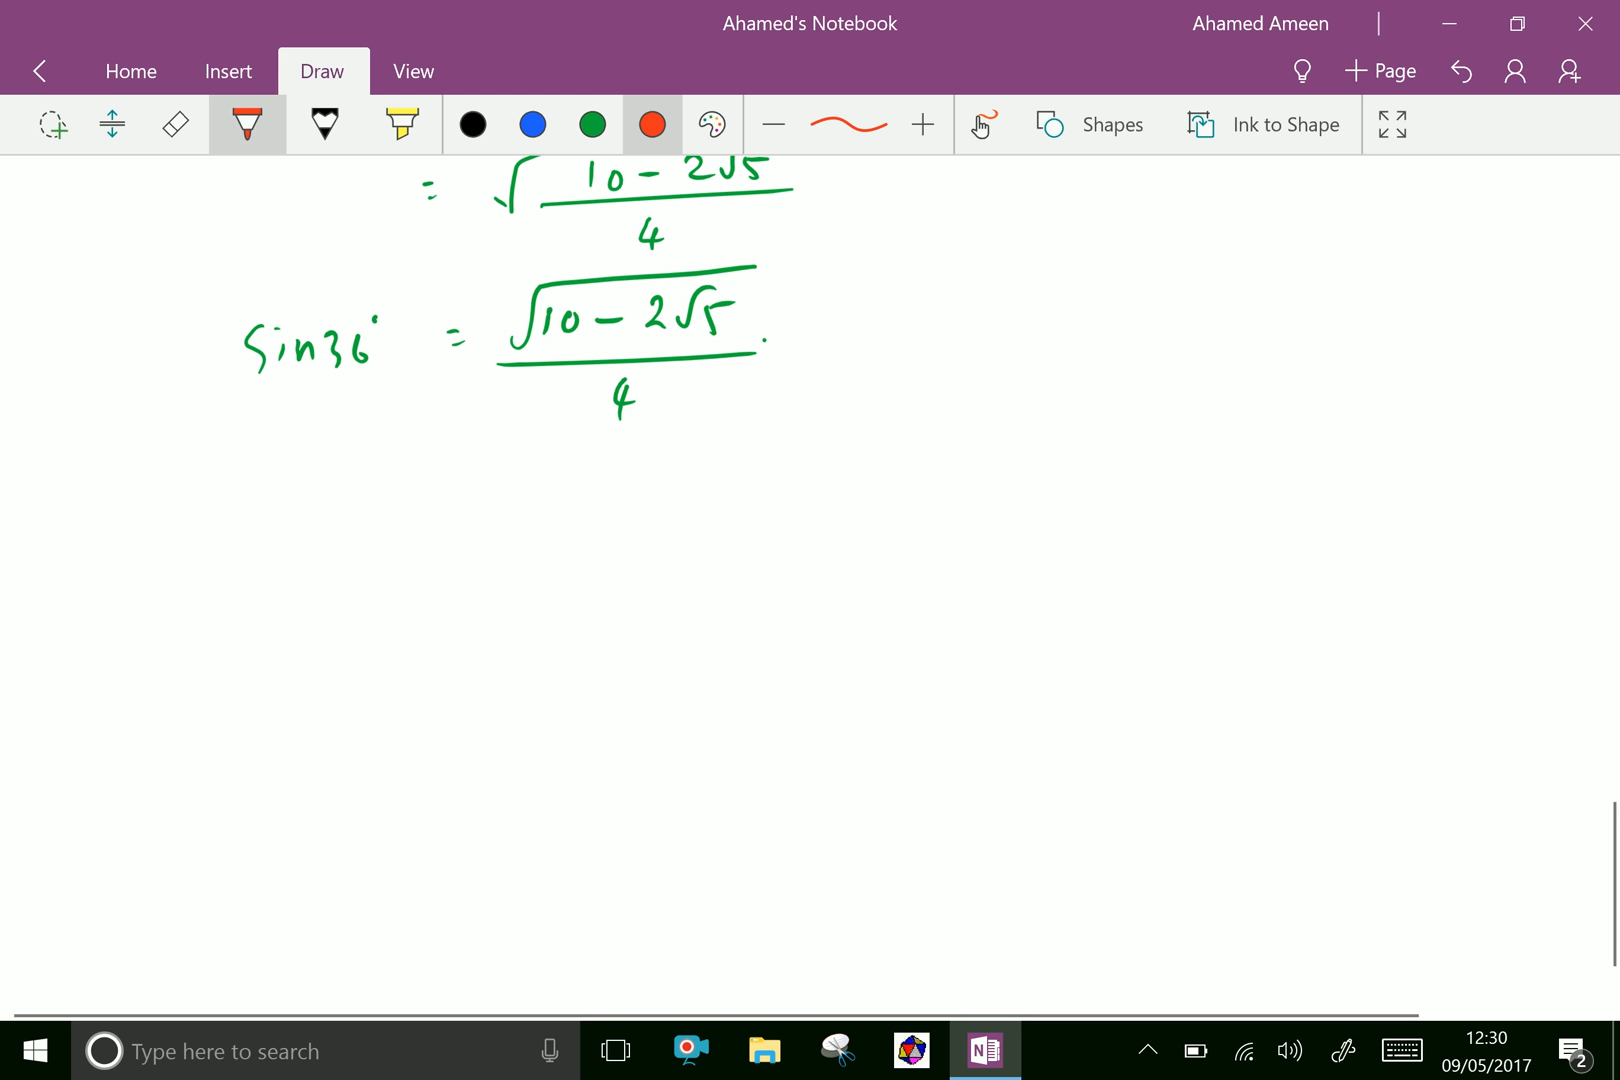 Ahamed's Notebook Ahamed Ameen
Home Insert Draw View Page
Shapes Ink to Shape
= √ 10 - 2√5
4
Sin36° = √10 - 2√5 .
4
Type here to search
12:30
09/05/2017
2